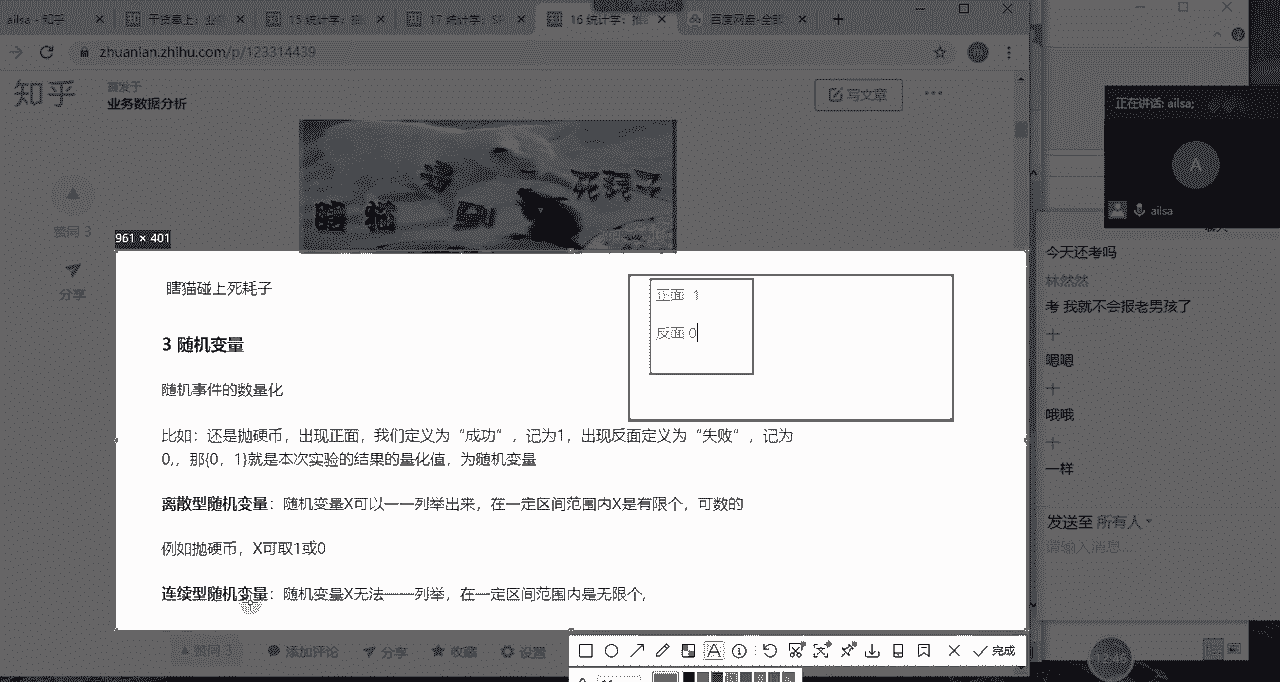 ailsa - 知乎
干货奉上：业
15 统计学：
17 统计学：
16 统计学：
百度网盘-全部
zhuanlan.zhihu.com/p/123314439
知乎
首发于
业务数据分析
写文章
正在讲话: ailsa;
A
ailsa
瞎 猫 碰 死耗子
赞同 3
分享
961 × 401
瞎猫碰上死耗子
正面 1
反面 0
3 随机变量
随机事件的数量化
比如：还是抛硬币，出现正面，我们定义为“成功”，记为1，出现反面定义为“失败”，记为
0,，那{0，1}就是本次实验的结果的量化值，为随机变量
离散型随机变量：随机变量X可以一一列举出来，在一定区间范围内X是有限个，可数的
例如抛硬币，X可取1或0
连续型随机变量：随机变量X无法一一列举，在一定区间范围内是无限个,
今天还考吗
林然然
考 我就不会报老男孩了
嗯嗯
哦哦
一样
发送至 所有人
请输入消息...
赞同 3
添加评论
分享
收藏
设置
完成